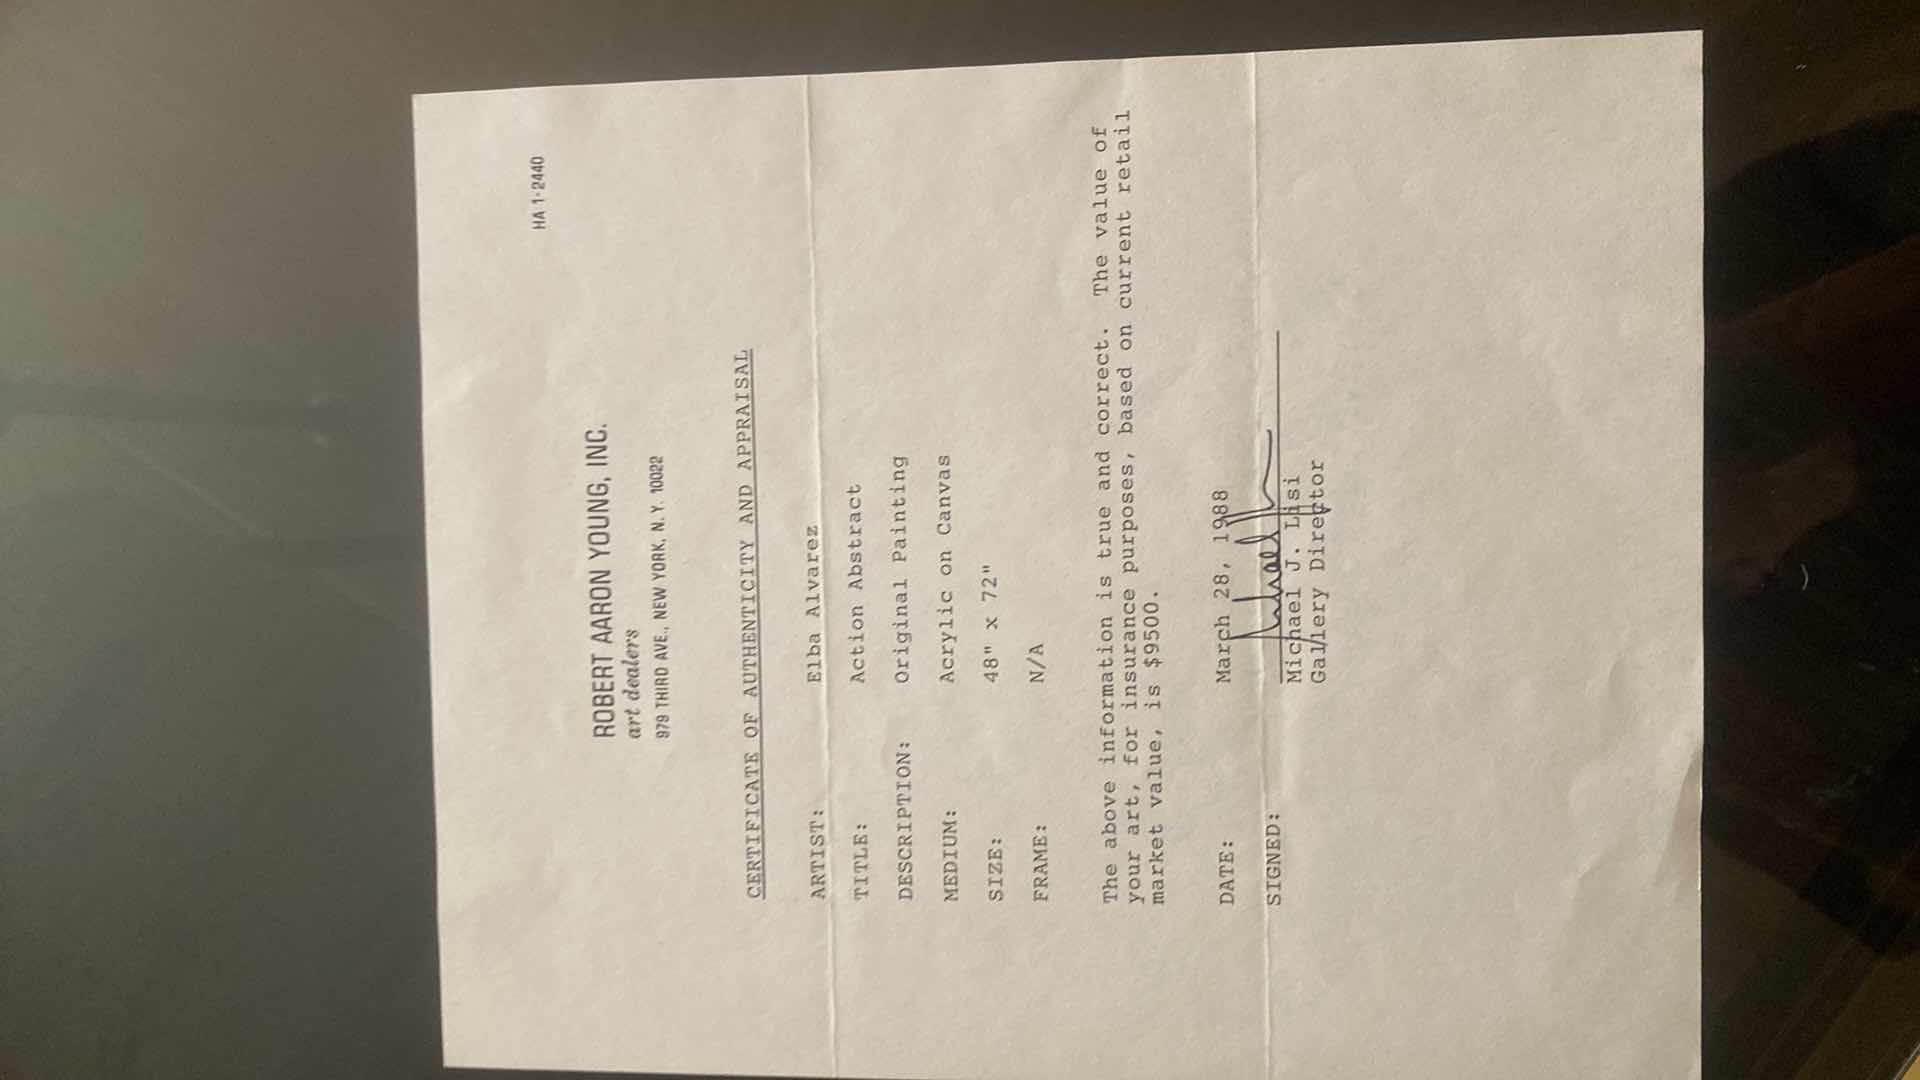 HA 1-2440
ROBERT AARON YOUNG, INC.
art dealers
979 THIRD AVE., NEW YORK, N.Y. 10022
CERTIFICATE OF AUTHENTICITY AND APPRAISAL
ARTIST: Elba Alvarez
TITLE: Action Abstract
DESCRIPTION: Original Painting
MEDIUM: Acrylic on Canvas
SIZE: 48" x 72"
FRAME: N/A
The above information is true and correct. The value of
your art, for insurance purposes, based on current retail
market value, is $9500.
DATE: March 28, 1988
SIGNED:
Michael J. Lisi
Gallery Director